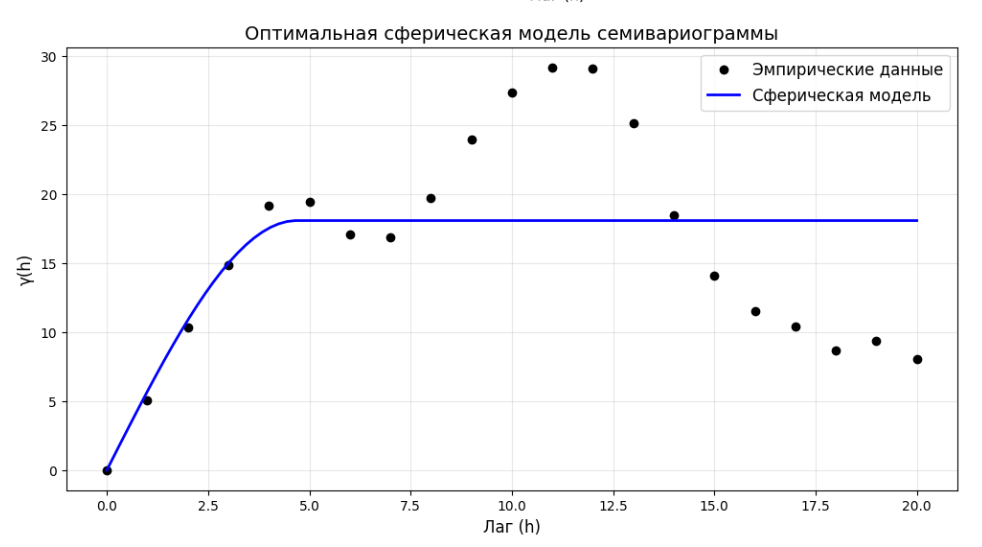 Оптимальная сферическая модель семивариограммы
30
25
20
15
10
5
0
γ(h)
Эмпирические данные
Сферическая модель
0.0 2.5 5.0 7.5 10.0 12.5 15.0 17.5 20.0
Лаг (h)